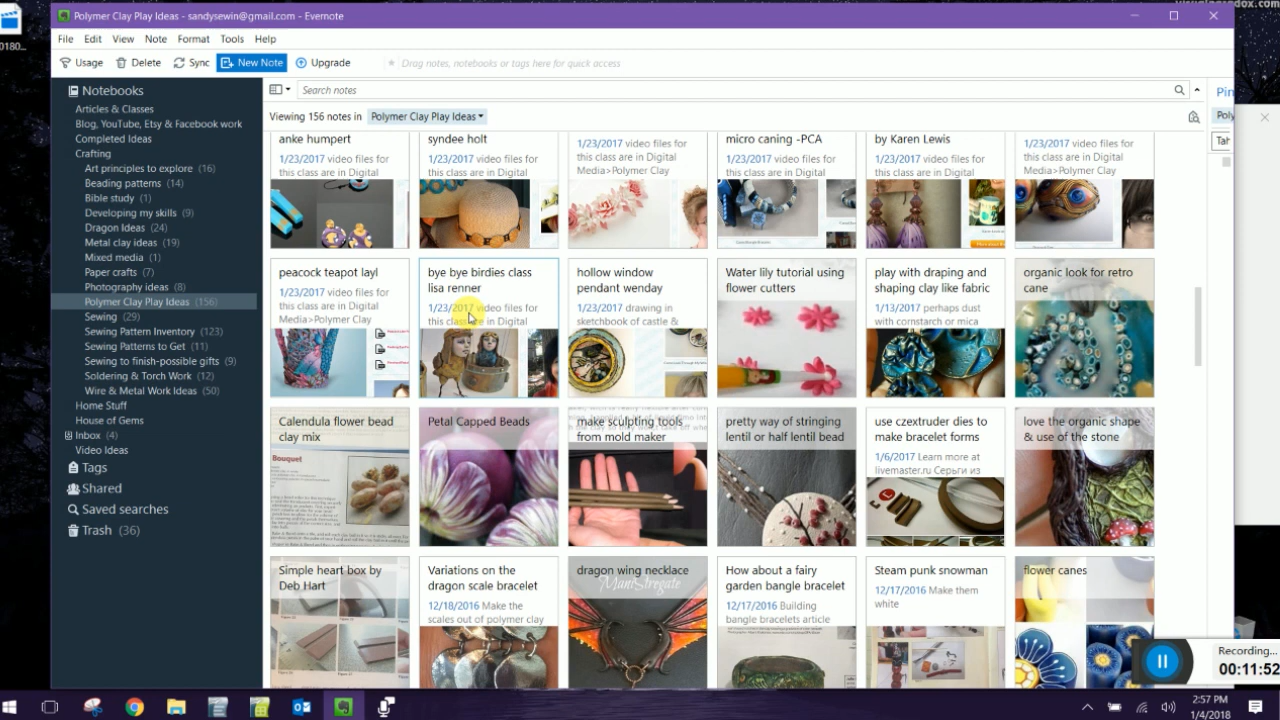 visualparadox.com
0180...
Polymer Clay Play Ideas - sandysewin@gmail.com - Evernote
File Edit View Note Format Tools Help
Usage Delete Sync New Note Upgrade Drag notes, notebooks or tags here for quick access
Notebooks
Articles & Classes
Blog, YouTube, Etsy & Facebook work
Completed Ideas
Crafting
Art principles to explore (16)
Beading patterns (14)
Bible study (1)
Developing my skills (9)
Dragon Ideas (24)
Metal clay ideas (19)
Mixed media (1)
Paper crafts (7)
Photography ideas (8)
Polymer Clay Play Ideas (156)
Sewing (29)
Sewing Pattern Inventory (123)
Sewing Patterns to Get (11)
Sewing to finish-possible gifts (9)
Soldering & Torch Work (12)
Wire & Metal Work Ideas (50)
Home Stuff
House of Gems
Inbox (4)
Video Ideas
Tags
Shared
Saved searches
Trash (36)
Search notes
Viewing 156 notes in Polymer Clay Play Ideas
anke humpert
1/23/2017 video files for
this class are in Digital
syndee holt
1/23/2017 video files for
this class are in Digital
1/23/2017 video files for
this class are in Digital
Media>Polymer Clay
micro caning -PCA
1/23/2017 video files for
this class are in Digital
by Karen Lewis
1/23/2017 video files for
this class are in Digital
1/23/2017 video files for
this class are in Digital
Media>Polymer Clay
peacock teapot layl
1/23/2017 video files for
this class are in Digital
Media>Polymer Clay
bye bye birdies class
lisa renner
1/23/2017 video files for
this class are in Digital
hollow window
pendant wenday
1/23/2017 drawing in
sketchbook of castle &
Water lily tutorial using
flower cutters
play with draping and
shaping clay like fabric
1/13/2017 perhaps dust
with cornstarch or mica
organic look for retro
cane
Calendula flower bead
clay mix
Bouquet
Petal Capped Beads
make sculpting tools
from mold maker
pretty way of stringing
lentil or half lentil bead
use czextruder dies to
make bracelet forms
1/6/2017 Learn more at
livemaster.ru Серьги из
love the organic shape
& use of the stone
Simple heart box by
Deb Hart
Variations on the
dragon scale bracelet
12/18/2016 Make the
scales out of polymer clay
dragon wing necklace
ManiStregate
How about a fairy
garden bangle bracelet
12/17/2016 Building
bangle bracelets article
Steam punk snowman
12/17/2016 Make them
white
flower canes
Pin
Poly
Tah
Recording...
00:11:52
2:57 PM
1/4/2018